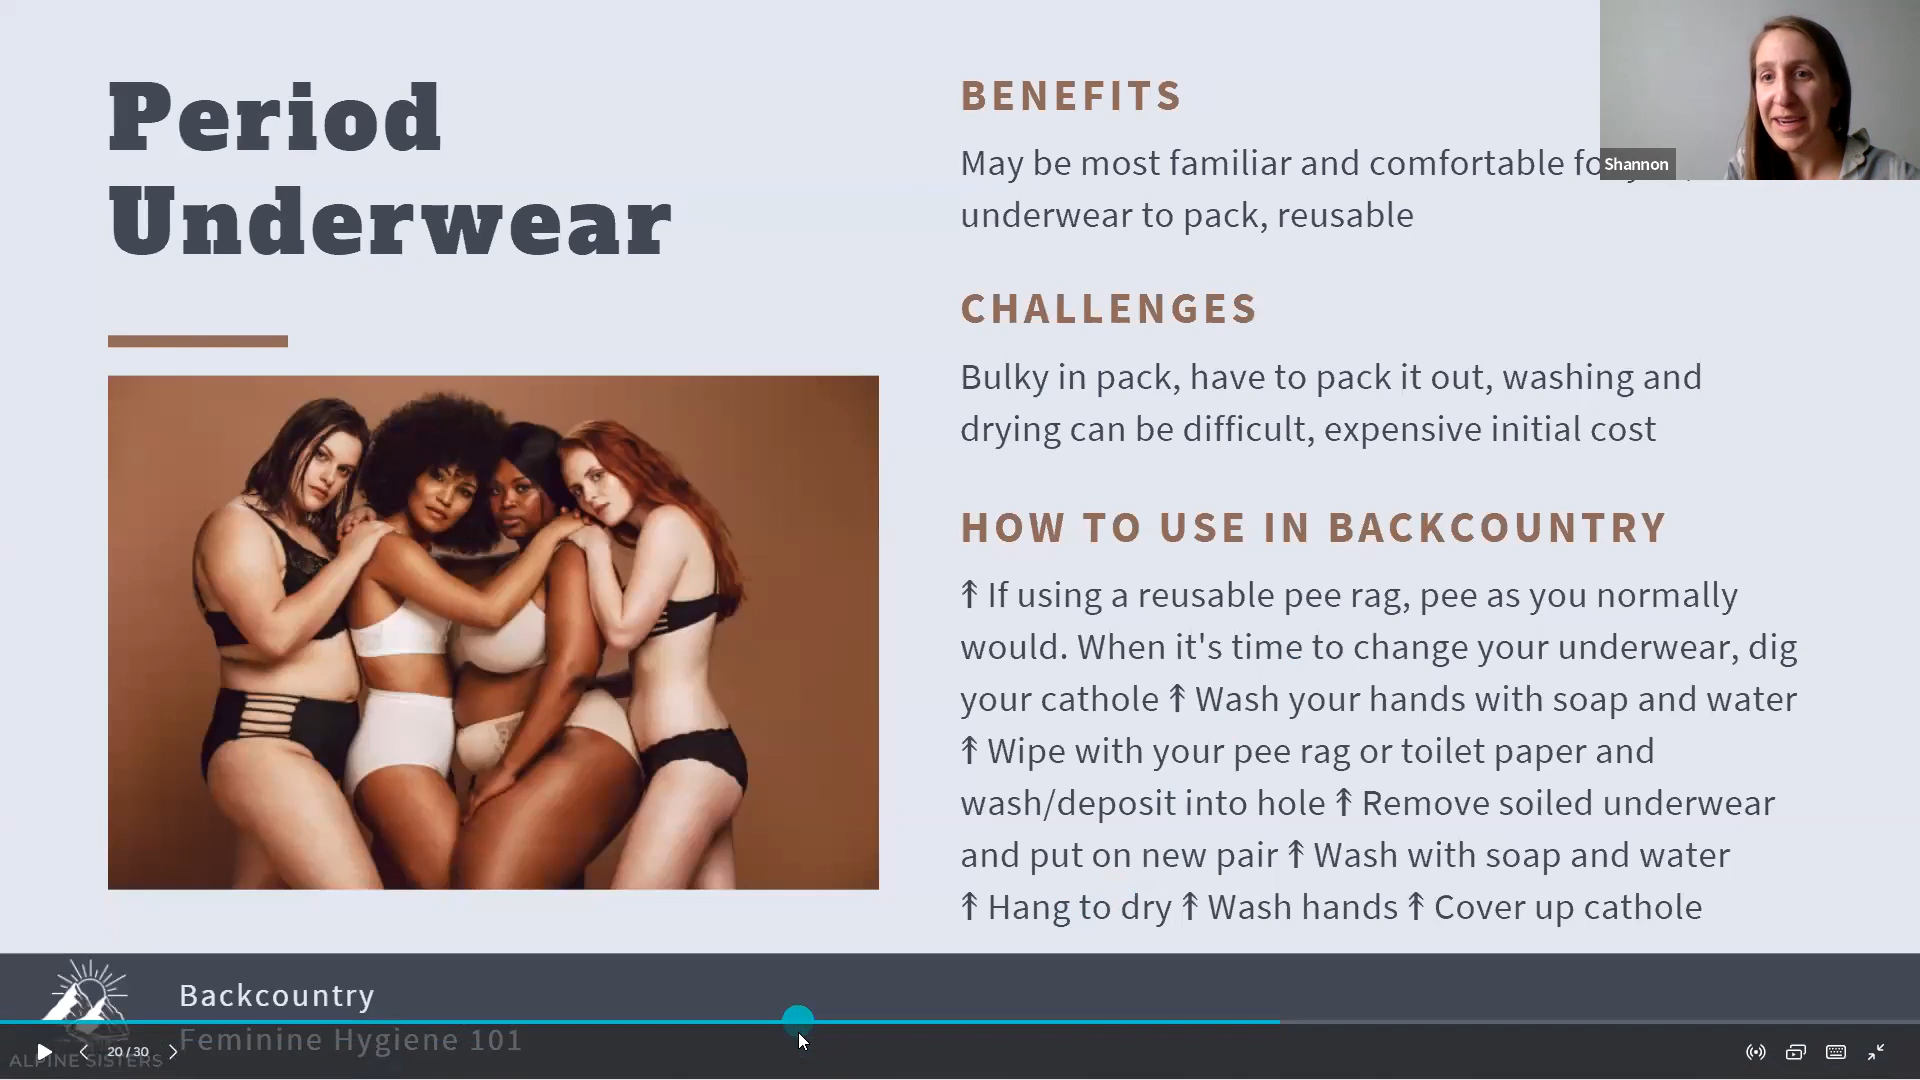 Period
Underwear
BENEFITS
May be most familiar and comfortable
underwear to pack, reusable
Shannon
CHALLENGES
Bulky in pack, have to pack it out, washing and
drying can be difficult, expensive initial cost
HOW TO USE IN BACKCOUNTRY
↟ If using a reusable pee rag, pee as you normally
would. When it's time to change your underwear, dig
your cathole ↟ Wash your hands with soap and water
↟ Wipe with your pee rag or toilet paper and
wash/deposit into hole ↟ Remove soiled underwear
and put on new pair ↟ Wash with soap and water
↟ Hang to dry ↟ Wash hands ↟ Cover up cathole
Backcountry
Feminine Hygiene 101
ALPINE SISTERS
20 / 30